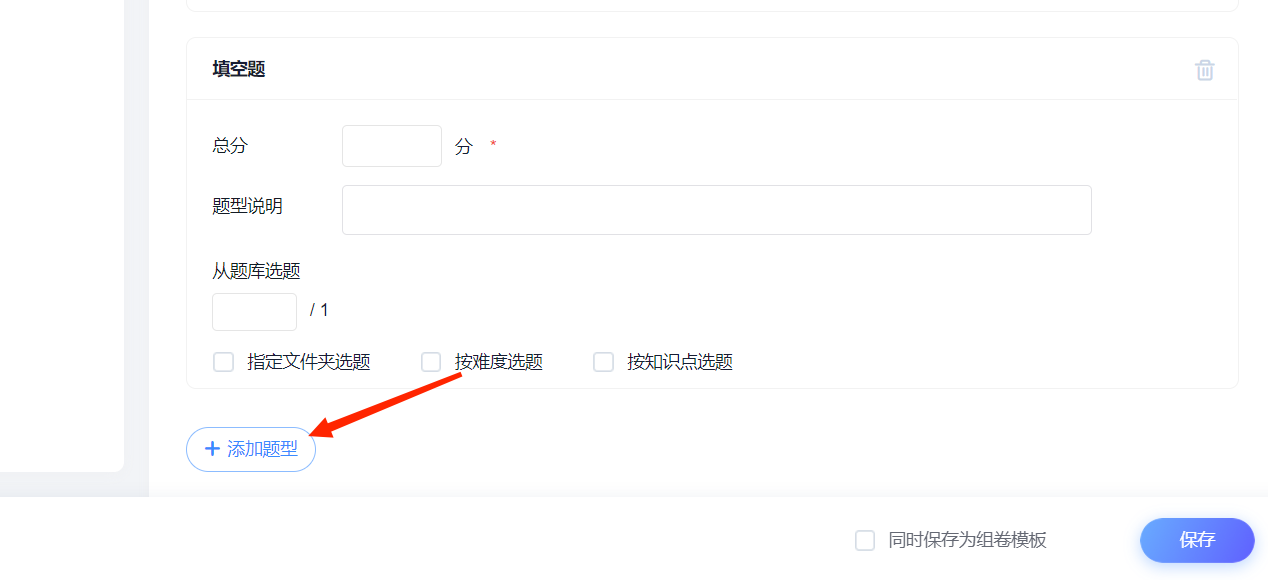 填空题
总分 分 *
题型说明
从题库选题
/ 1
指定文件夹选题 按难度选题 按知识点选题
+ 添加题型
同时保存为组卷模板 保存